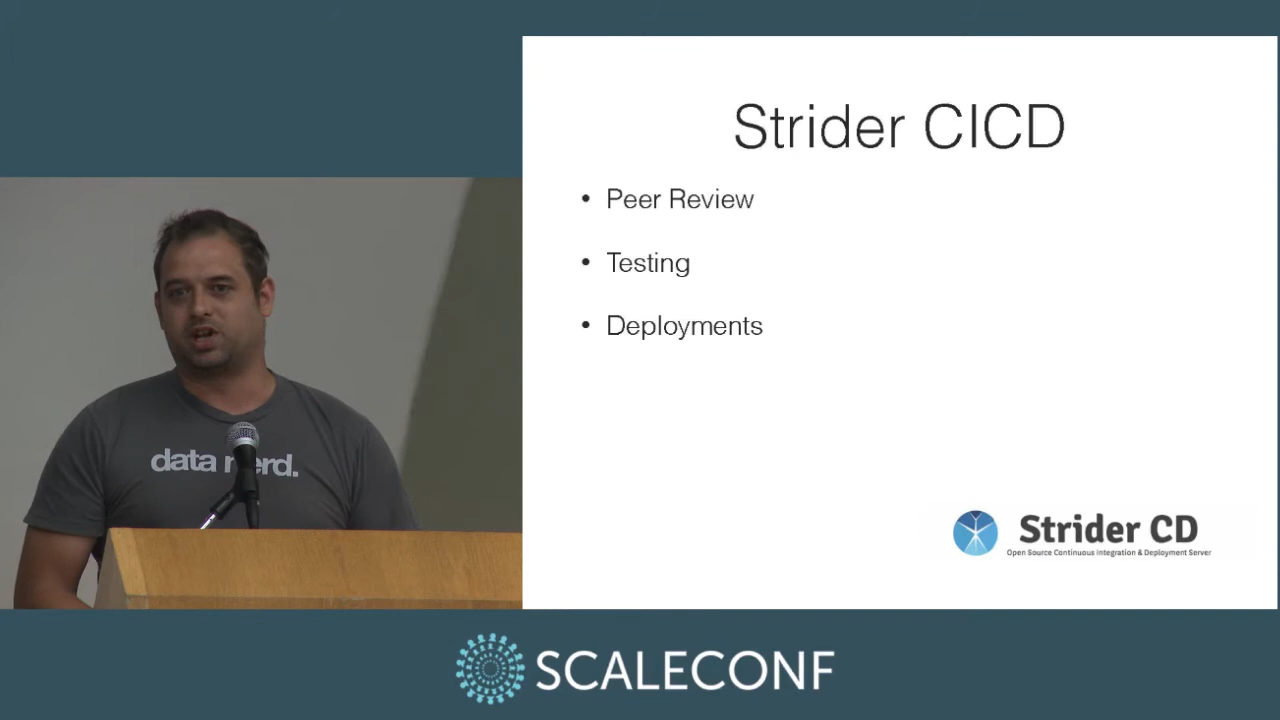 Strider CICD
• Peer Review
• Testing
• Deployments
data nerd.
Strider CD
Open Source Continuous Integration & Deployment Server
SCALECONF